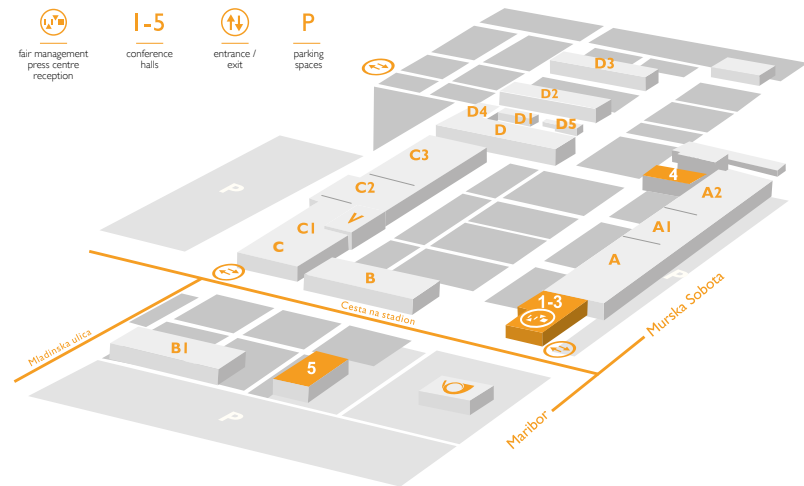 1-5
P
fair management
press centre
reception
conference
halls
entrance /
exit
parking
spaces
D3
D2
D4
D1
D5
D
C3
C2
C1
V
C
B
4
A2
A1
A
P
P
1-3
Murska Sobota
Cesta na stadion
Mladinska ulica
B1
5
P
Maribor